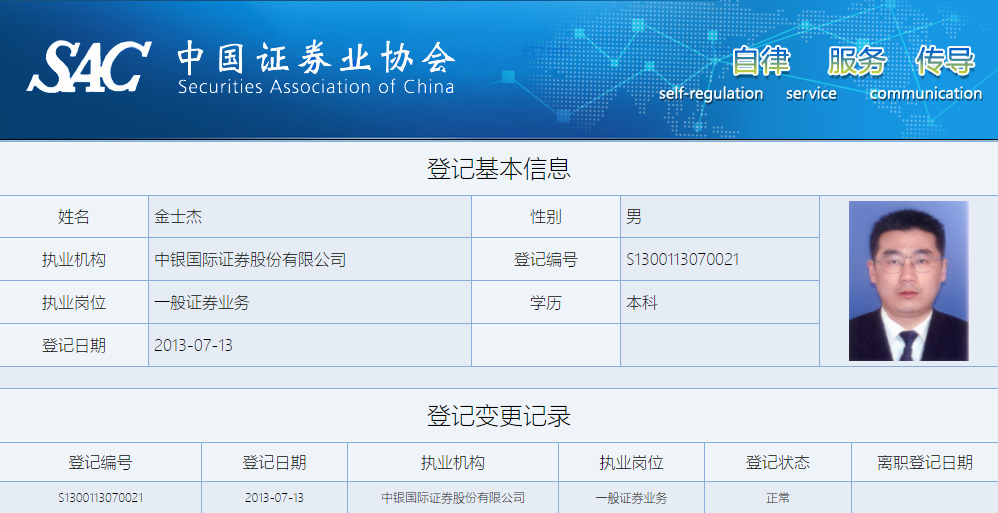 SAC 中国证券业协会
Securities Association of China
自律 服务 传导
self-regulation service communication
登记基本信息
姓名 金士杰 性别 男
执业机构 中银国际证券股份有限公司 登记编号 S1300113070021
执业岗位 一般证券业务 学历 本科
登记日期 2013-07-13
登记变更记录
登记编号 登记日期 执业机构 执业岗位 登记状态 离职登记日期
S1300113070021 2013-07-13 中银国际证券股份有限公司 一般证券业务 正常